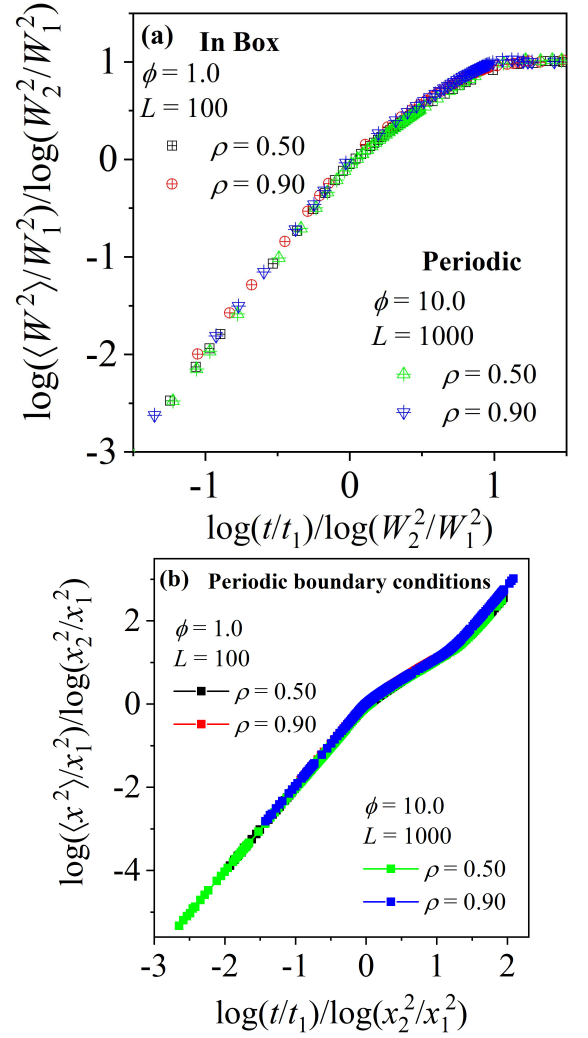 (a) In Box
ϕ = 1.0
L = 100
ρ = 0.50
ρ = 0.90
Periodic
ϕ = 10.0
L = 1000
ρ = 0.50
ρ = 0.90
1
0
-1
-2
-3
-1 0 1
log(⟨W²⟩/W₁²)/log(W₂²/W₁²)
log(t/t₁)/log(W₂²/W₁²)
(b) Periodic boundary conditions
ϕ = 1.0
L = 100
ρ = 0.50
ρ = 0.90
ϕ = 10.0
L = 1000
ρ = 0.50
ρ = 0.90
2
0
-2
-4
-3 -2 -1 0 1 2
log(⟨x²⟩/x₁²)/log(x₂²/x₁²)
log(t/t₁)/log(x₂²/x₁²)